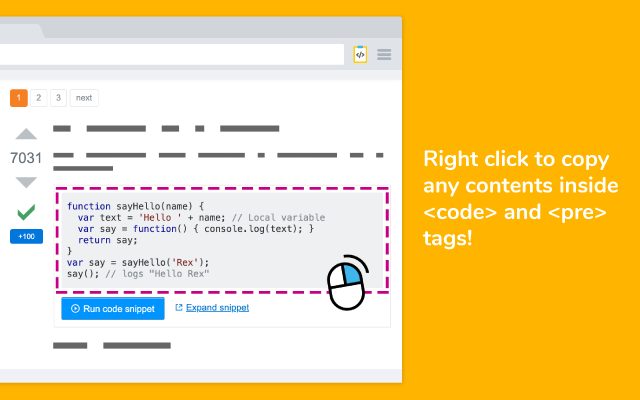 1 2 3 next
7031
+100
function sayHello(name) {
  var text = 'Hello ' + name; // Local variable
  var say = function() { console.log(text); }
  return say;
}
var say = sayHello('Rex');
say(); // logs "Hello Rex"
Run code snippet Expand snippet
Right click to copy
any contents inside
<code> and <pre>
tags!